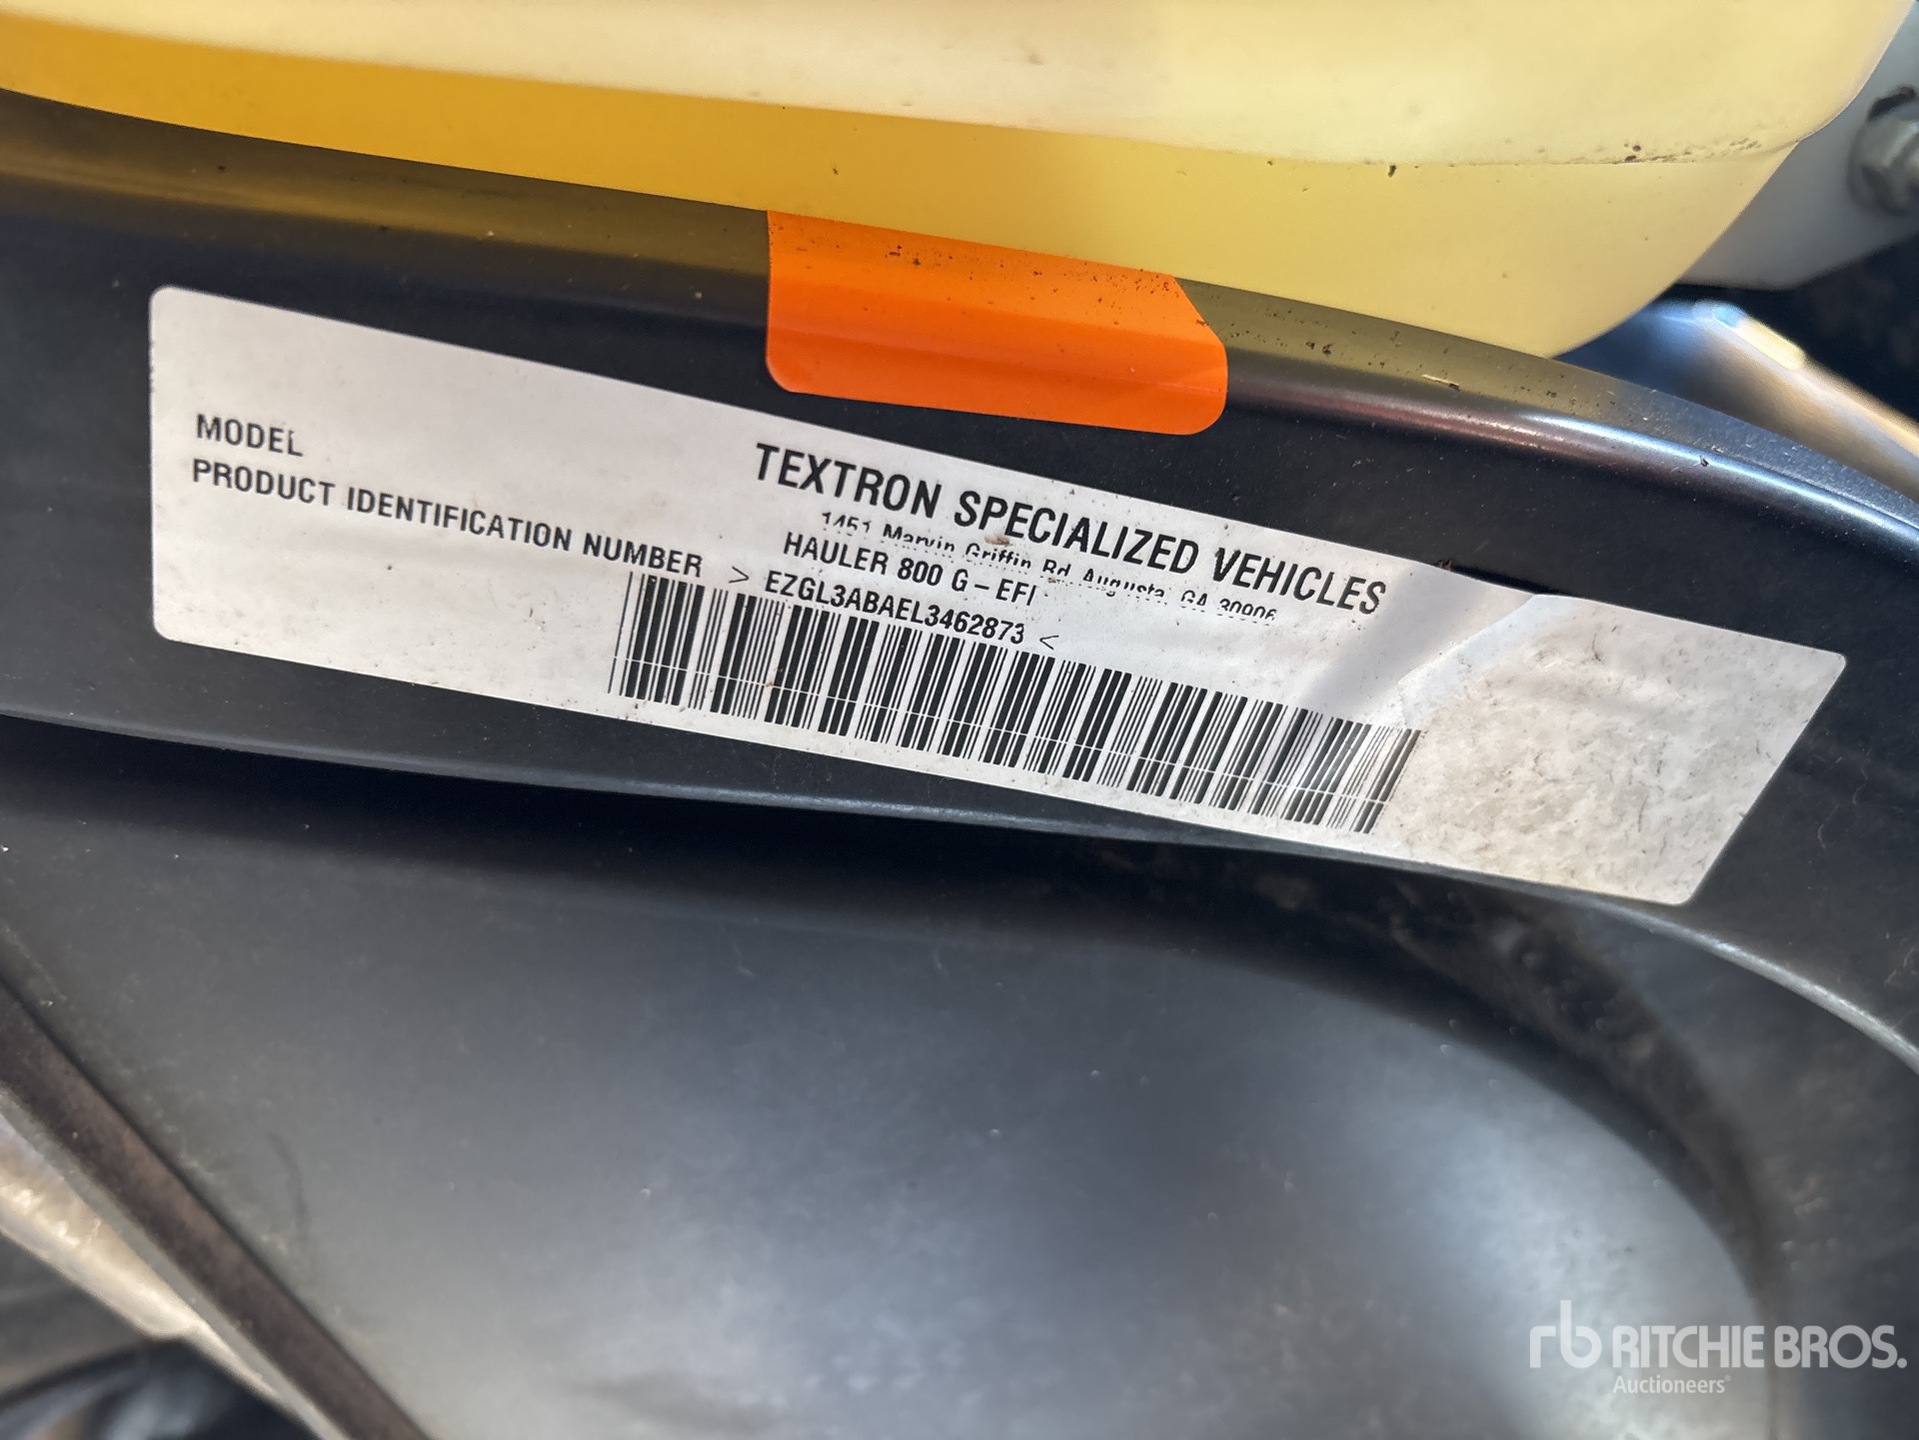 TEXTRON SPECIALIZED VEHICLES
1451 Marvin Griffin Rd Augusta, GA 30906
MODEL HAULER 800 G-EFI
PRODUCT IDENTIFICATION NUMBER > EZGL3ABAEL3462873 <
rb RITCHIE BROS.
Auctioneers